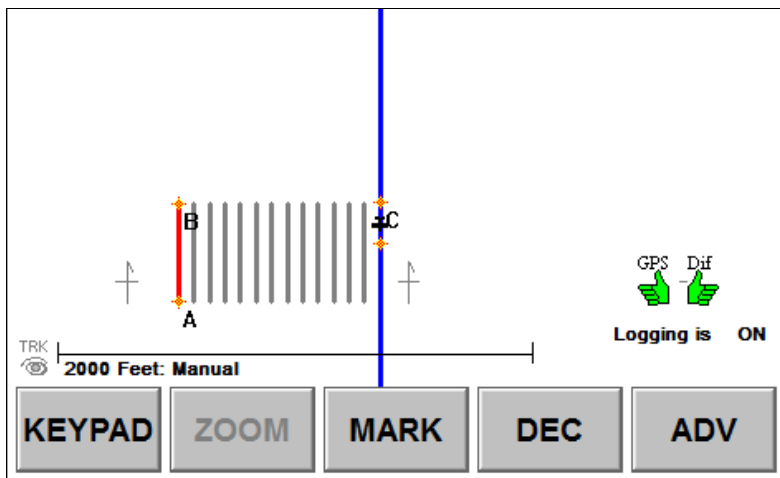 B
C
A
GPS Dif
Logging is ON
TRK
2000 Feet: Manual
KEYPAD ZOOM MARK DEC ADV